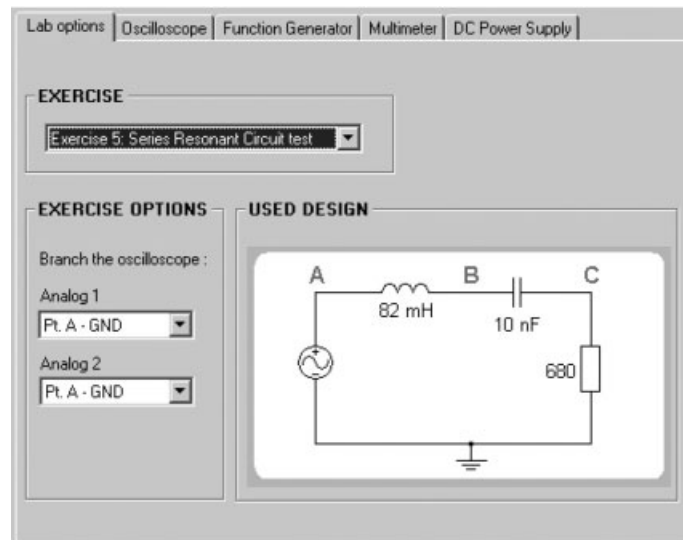 Lab options Oscilloscope Function Generator Multimeter DC Power Supply
EXERCISE
Exercise 5: Series Resonant Circuit test
EXERCISE OPTIONS
USED DESIGN
Branch the oscilloscope :
Analog 1
Pt. A - GND
Analog 2
Pt. A - GND
A B C
82 mH
10 nF
680